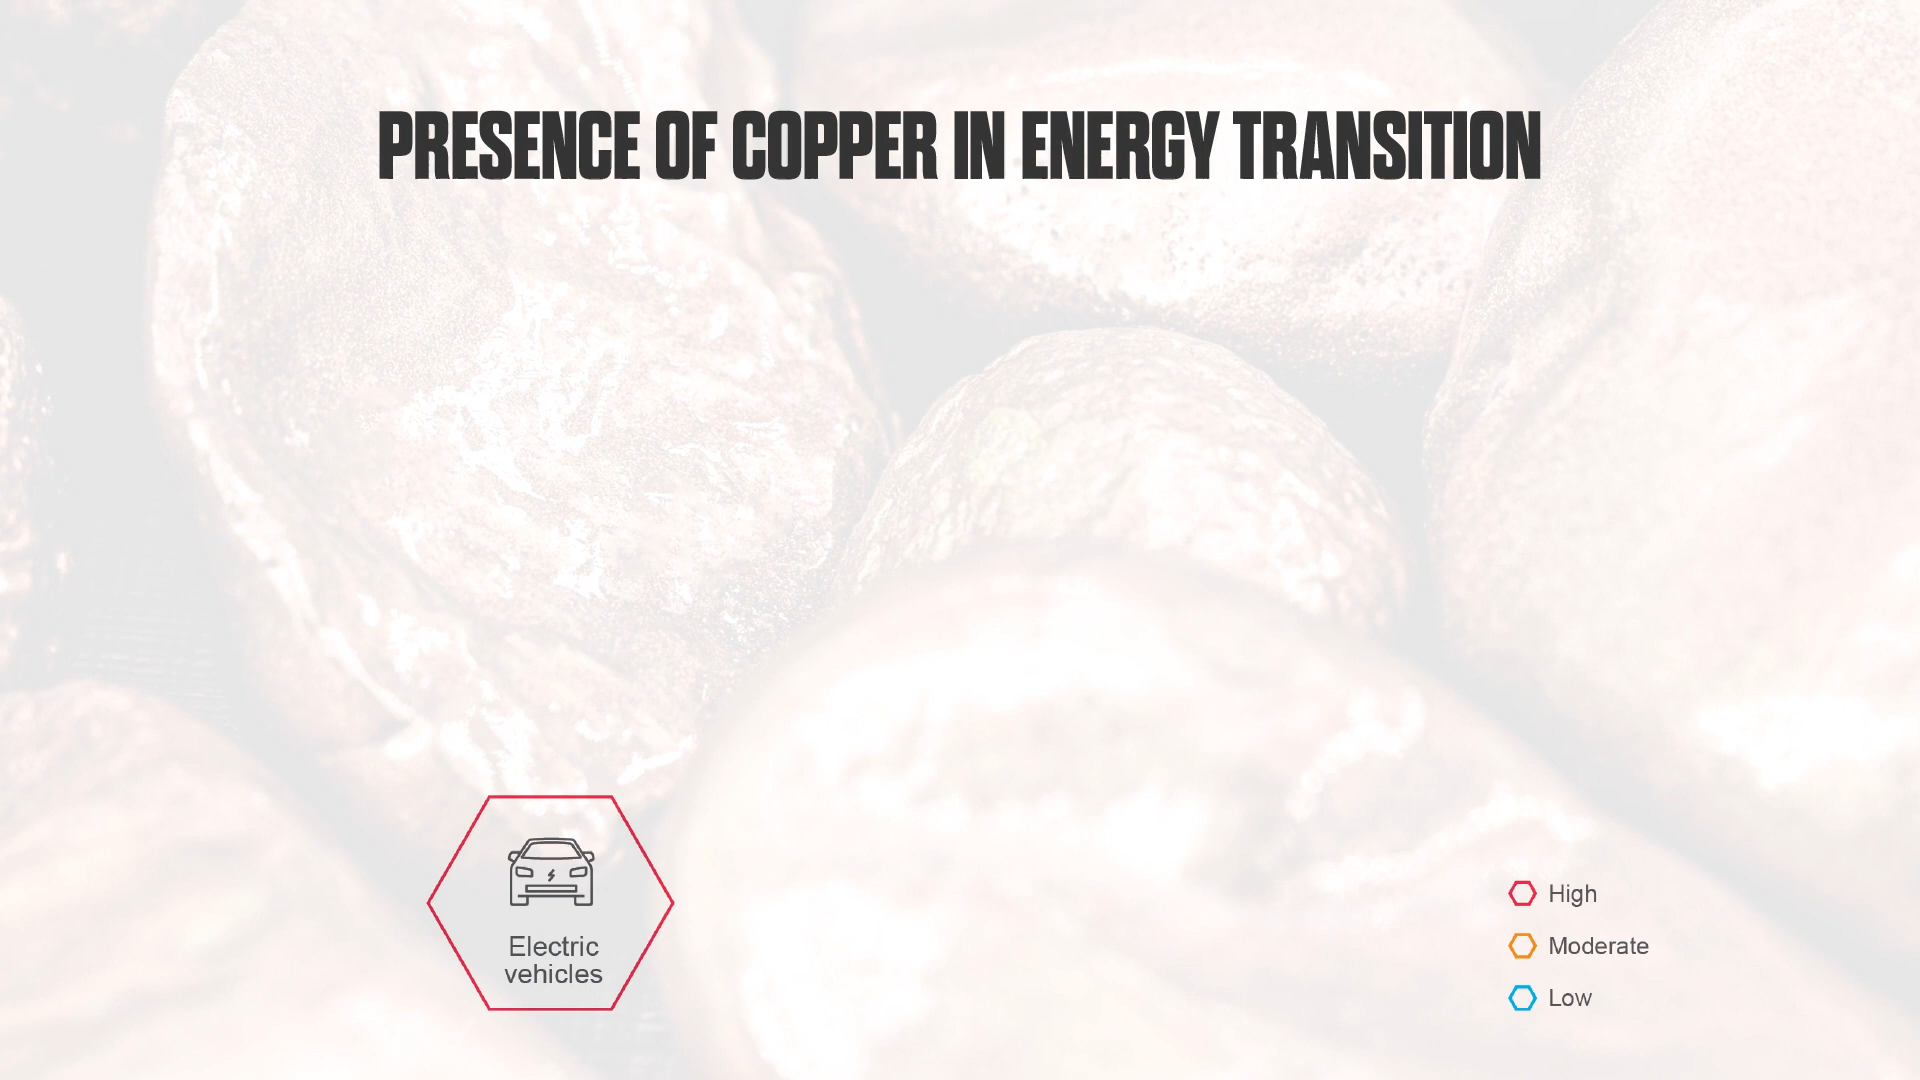 PRESENCE OF COPPER IN ENERGY TRANSITION
Electric
vehicles
High
Moderate
Low